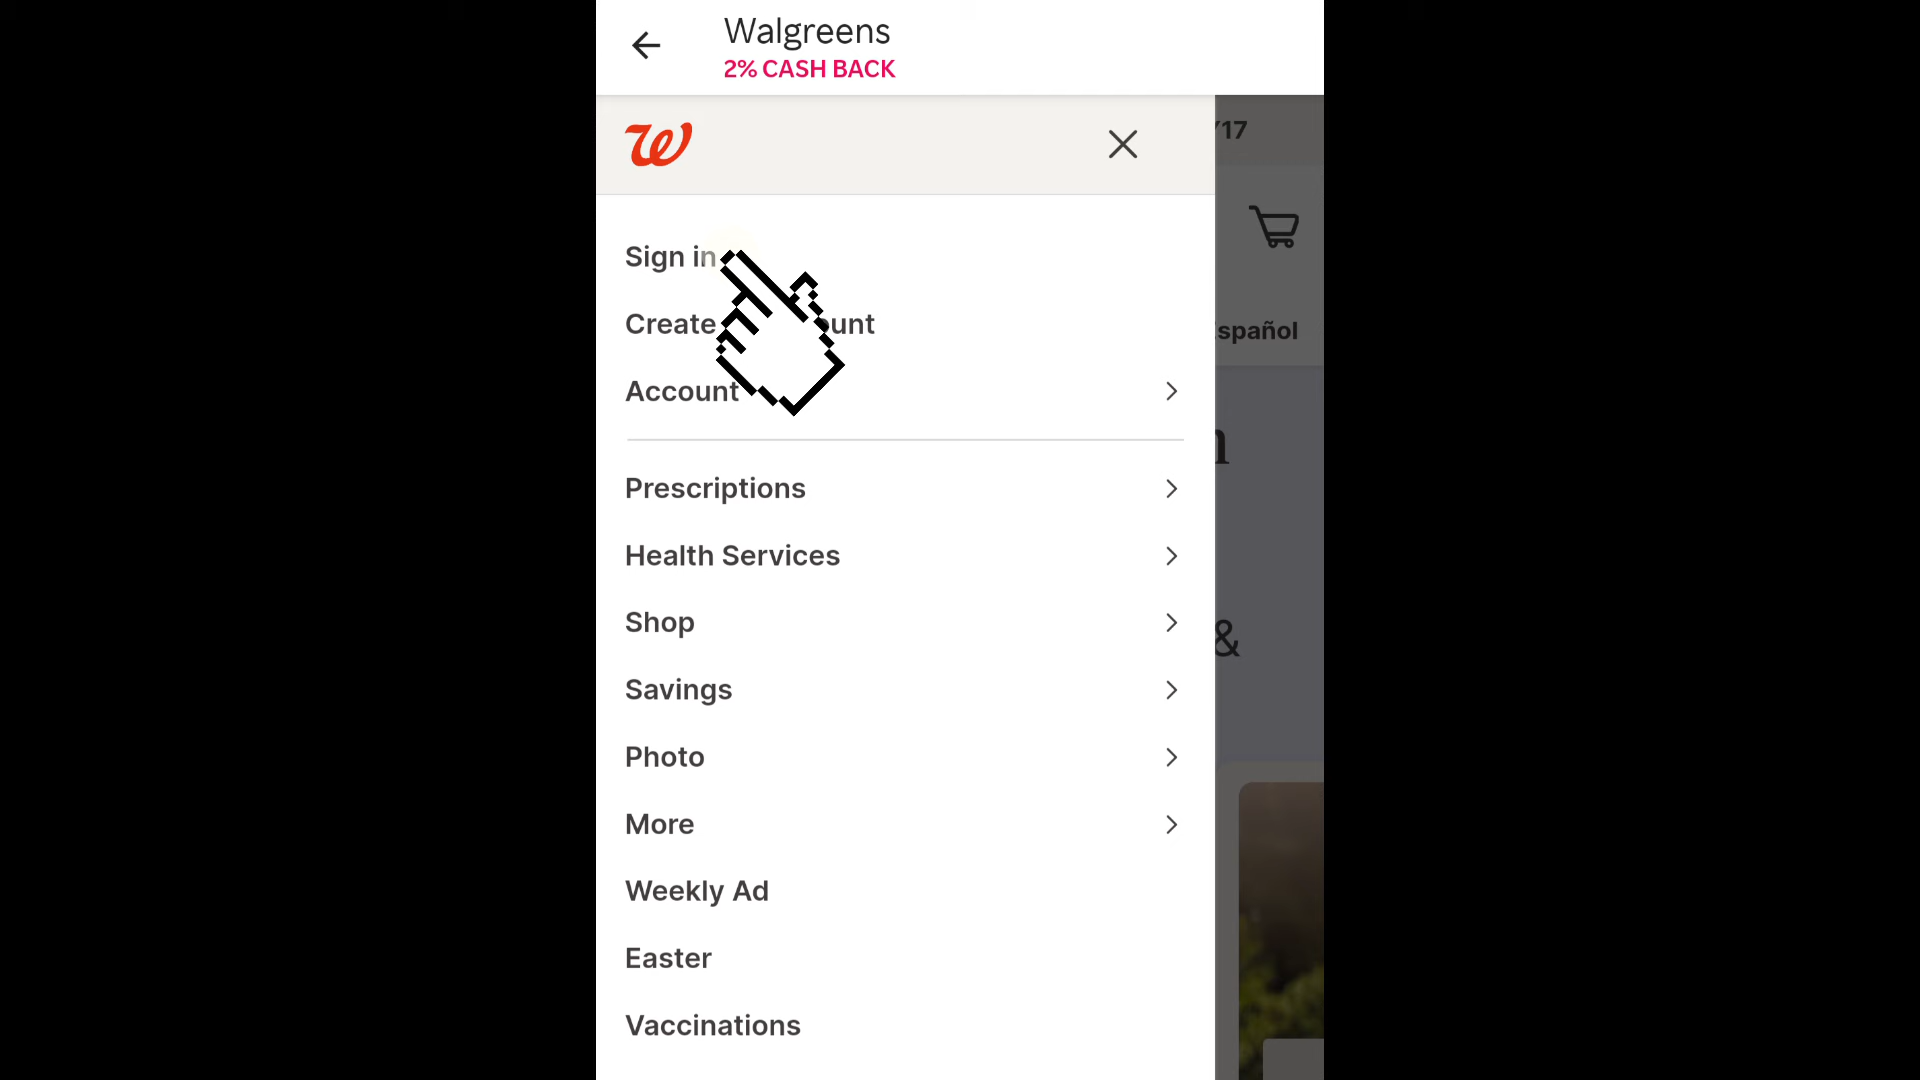 Walgreens
2% CASH BACK
/17
Sign in
Create ount
spañol
Account
Prescriptions
Health Services
Shop
&
Savings
Photo
More
Weekly Ad
Easter
Vaccinations